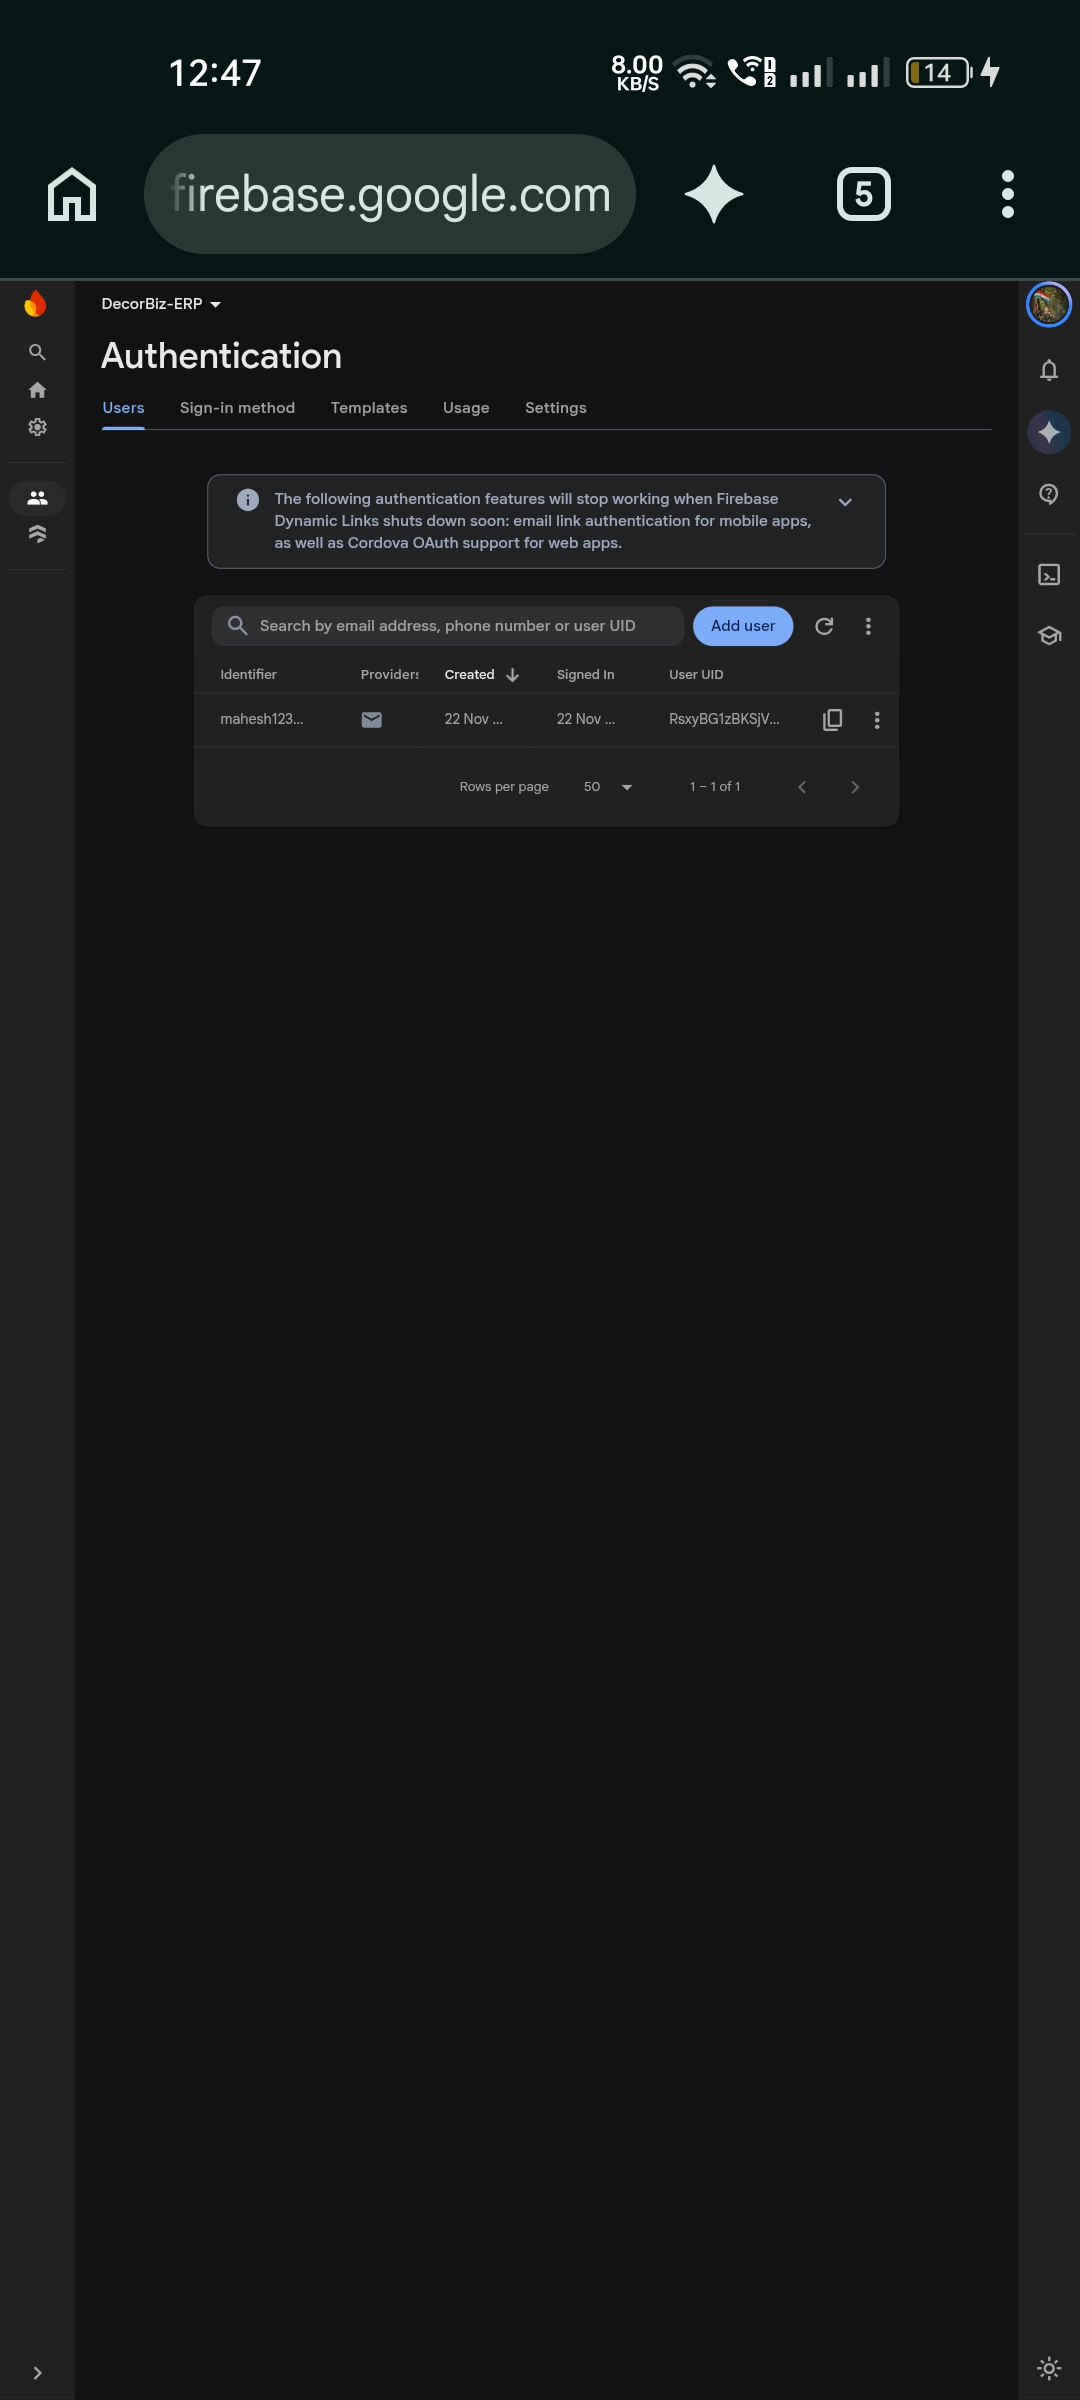 12:47
8.00
KB/S
1
2
14
firebase.google.com
5
DecorBiz-ERP
Authentication
Users Sign-in method Templates Usage Settings
The following authentication features will stop working when Firebase
Dynamic Links shuts down soon: email link authentication for mobile apps,
as well as Cordova OAuth support for web apps.
Search by email address, phone number or user UID
Add user
Identifier Providers Created Signed In User UID
mahesh123... 22 Nov ... 22 Nov ... RsxyBG1zBKSjV...
Rows per page 50 1 – 1 of 1